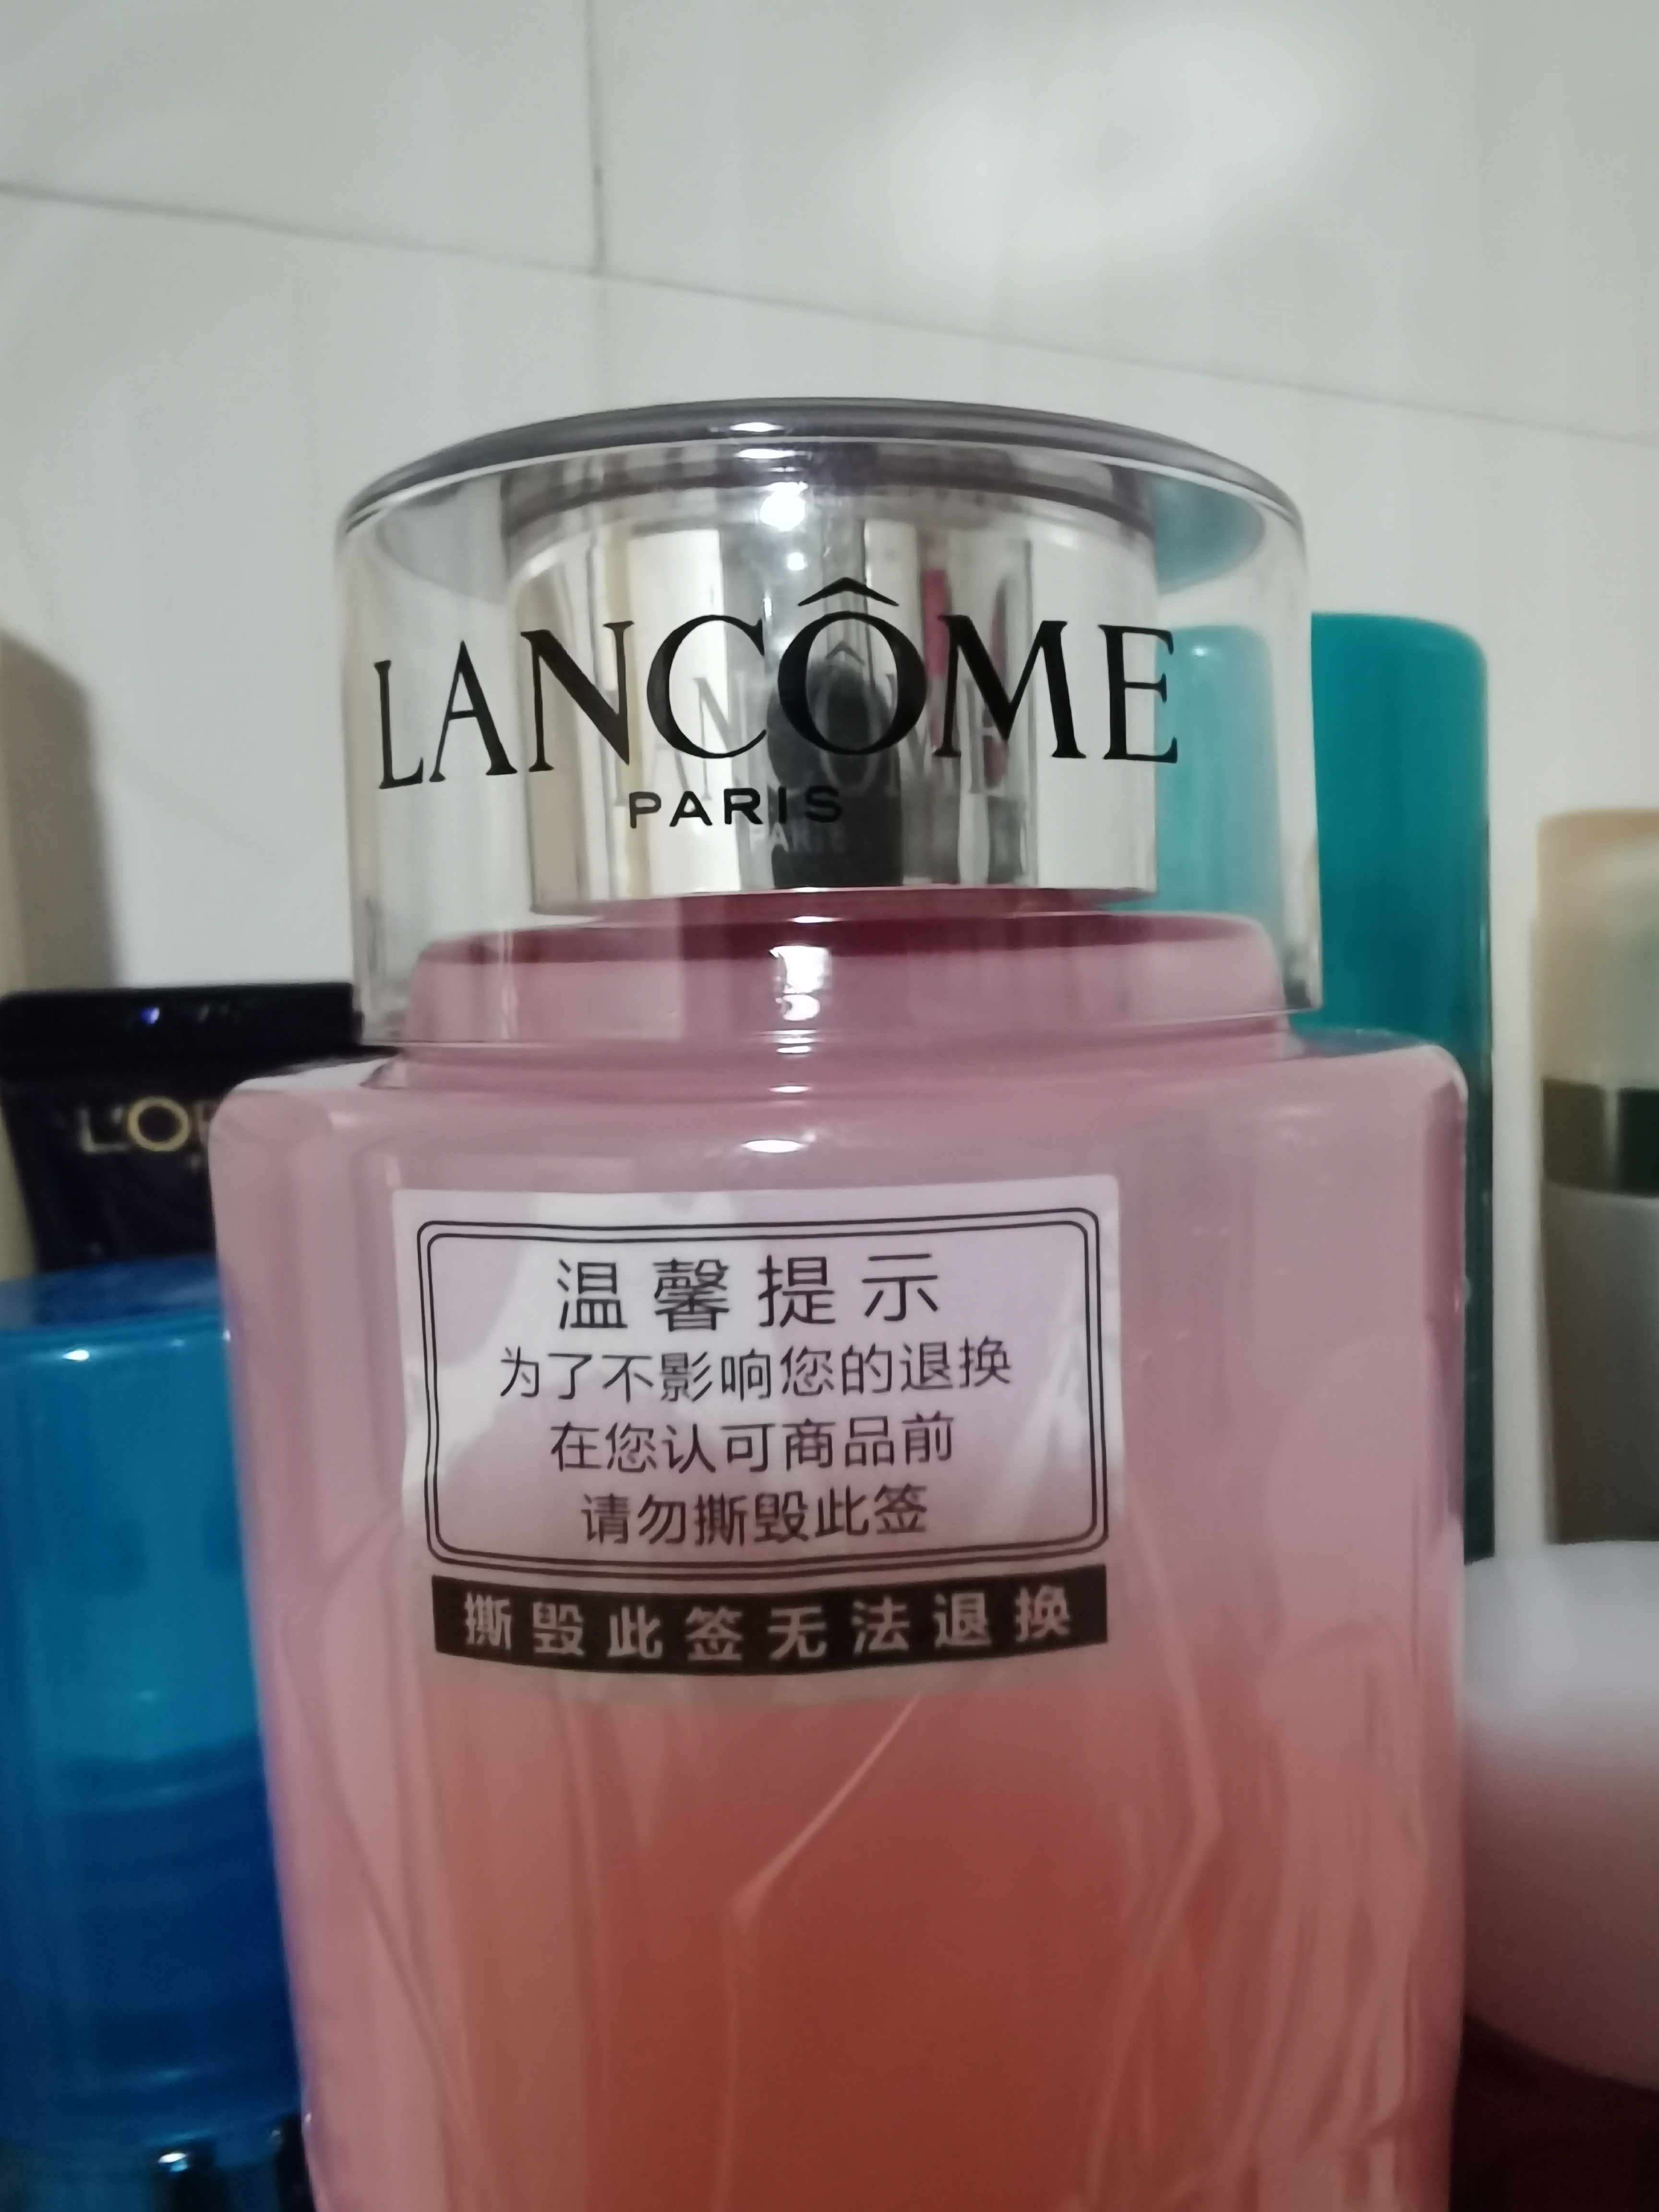 LANCÔME
PARIS
L'O
温馨提示
为了不影响您的退换
在您认可商品前
请勿撕毁此签
撕毁此签无法退换